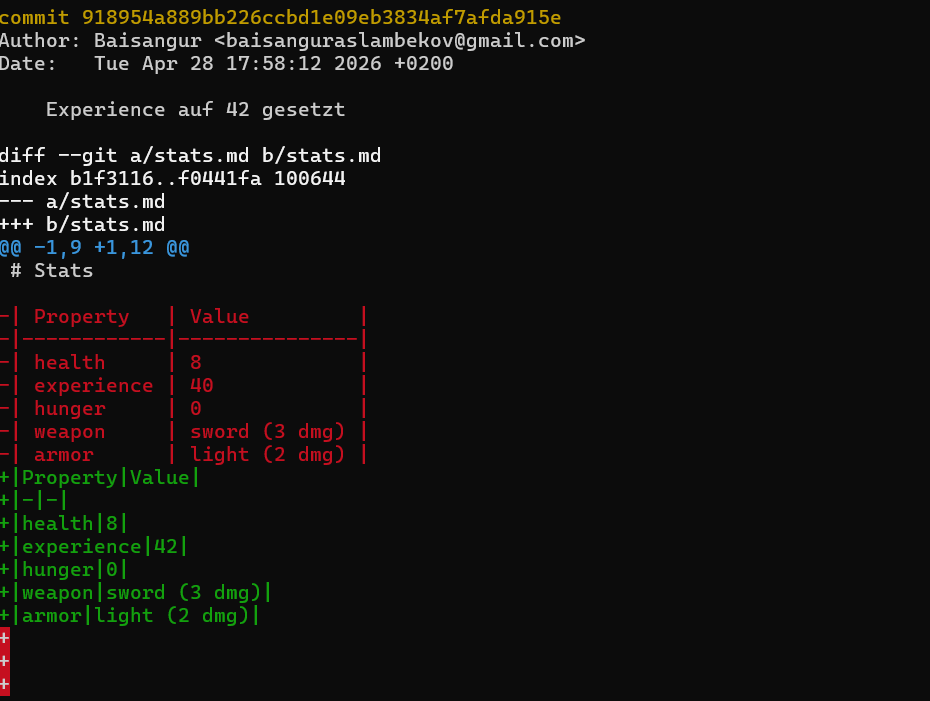 commit 918954a889bb226ccbd1e09eb3834af7afda915e
Author: Baisangur <baisanguraslambekov@gmail.com>
Date:   Tue Apr 28 17:58:12 2026 +0200

    Experience auf 42 gesetzt

diff --git a/stats.md b/stats.md
index b1f3116..f0441fa 100644
--- a/stats.md
+++ b/stats.md
@@ -1,9 +1,12 @@
 # Stats

-| Property   | Value         |
-|------------|---------------|
-| health     | 8             |
-| experience | 40            |
-| hunger     | 0             |
-| weapon     | sword (3 dmg) |
-| armor      | light (2 dmg) |
+|Property|Value|
+|-|-|
+|health|8|
+|experience|42|
+|hunger|0|
+|weapon|sword (3 dmg)|
+|armor|light (2 dmg)|
+
+
+